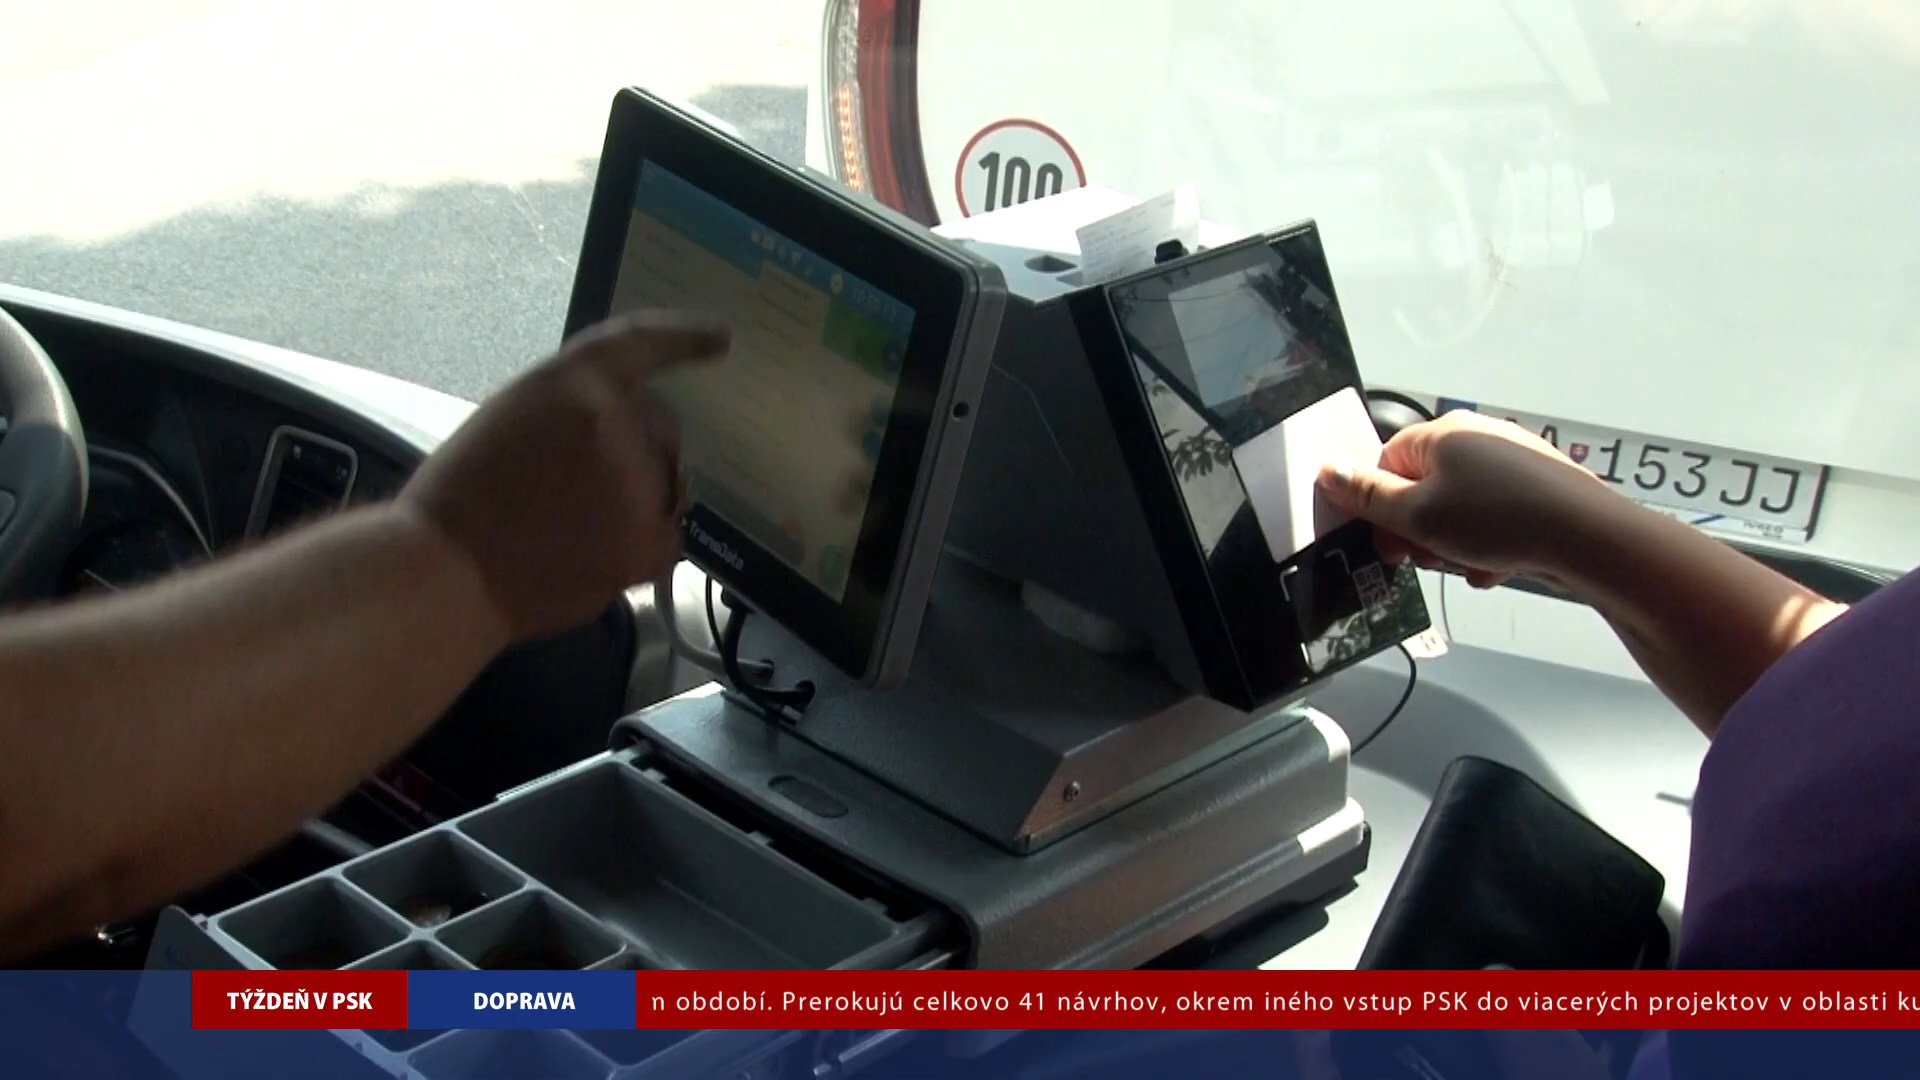 100
153JJ
TransData
TÝŽDEŇ V PSK
DOPRAVA
n období. Prerokujú celkovo 41 návrhov, okrem iného vstup PSK do viacerých projektov v oblasti ku